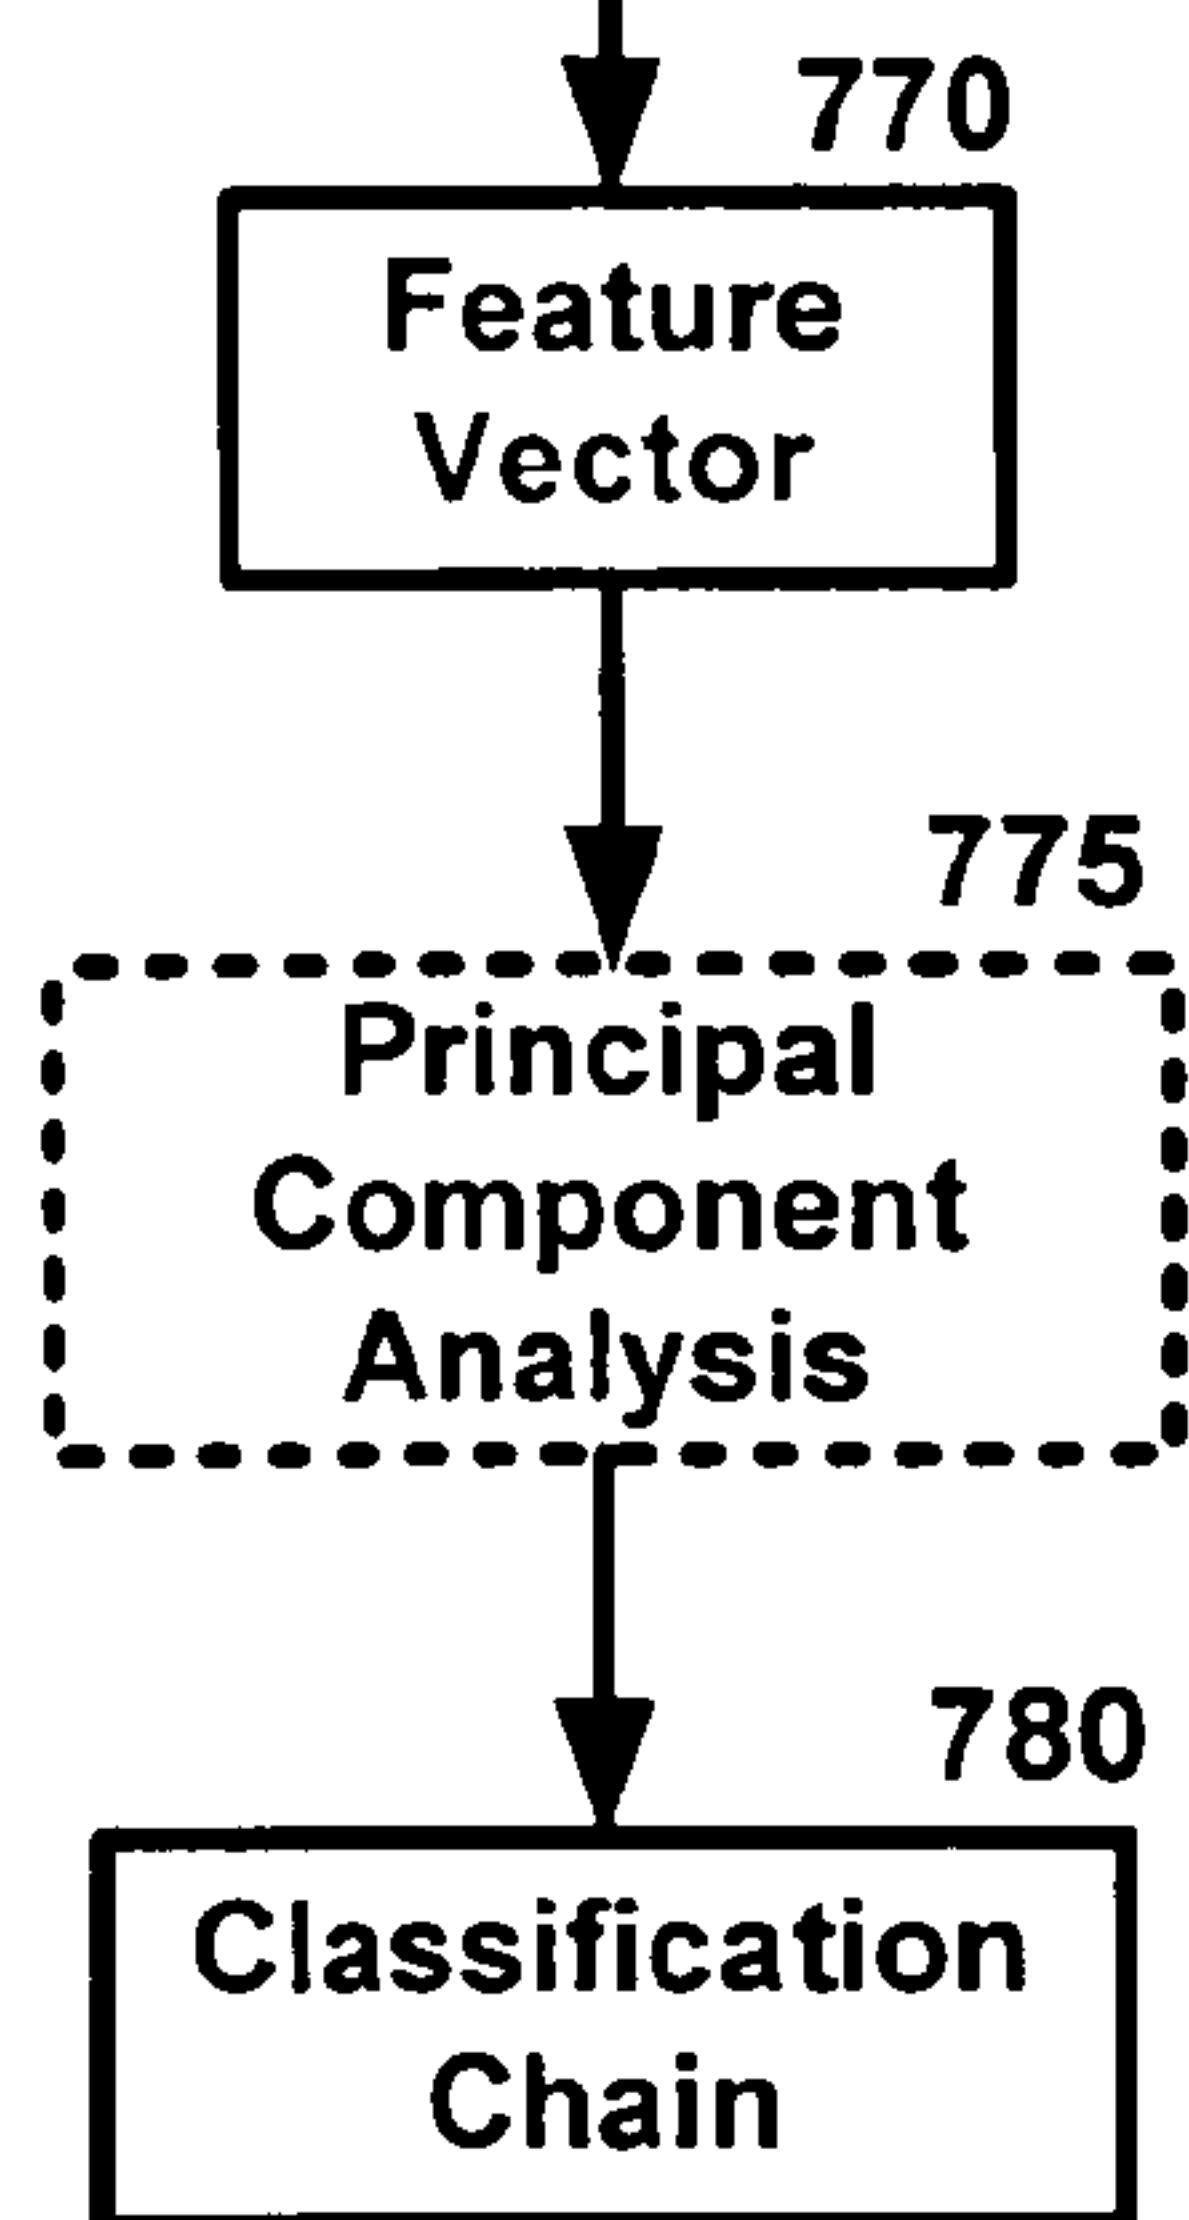 770
Feature
Vector
775
Principal
Component
Analysis
780
Classification
Chain